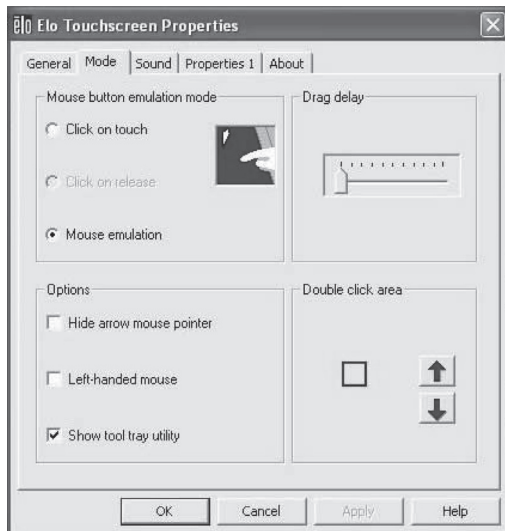 elo Elo Touchscreen Properties
General Mode Sound Properties 1 About
Mouse button emulation mode
Click on touch
Click on release
Mouse emulation
Drag delay
Options
Hide arrow mouse pointer
Left-handed mouse
Show tool tray utility
Double click area
OK Cancel Apply Help